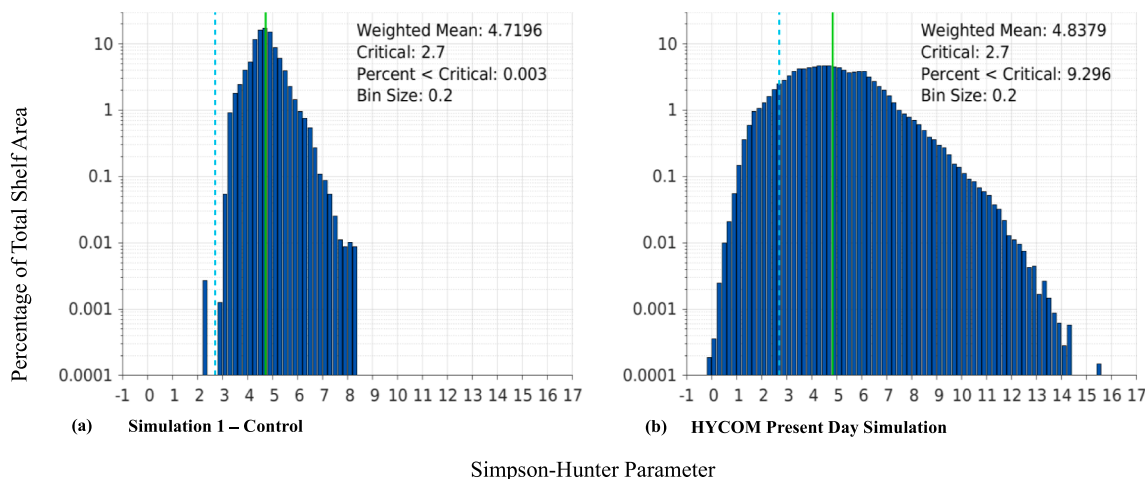 Percentage of Total Shelf Area
10
1
0.1
0.01
0.001
0.0001
Weighted Mean: 4.7196
Critical: 2.7
Percent < Critical: 0.003
Bin Size: 0.2
-1 0 1 2 3 4 5 6 7 8 9 10 11 12 13 14 15 16 17
(a) Simulation 1 – Control
10
1
0.1
0.01
0.001
0.0001
Weighted Mean: 4.8379
Critical: 2.7
Percent < Critical: 9.296
Bin Size: 0.2
-1 0 1 2 3 4 5 6 7 8 9 10 11 12 13 14 15 16 17
(b) HYCOM Present Day Simulation
Simpson-Hunter Parameter